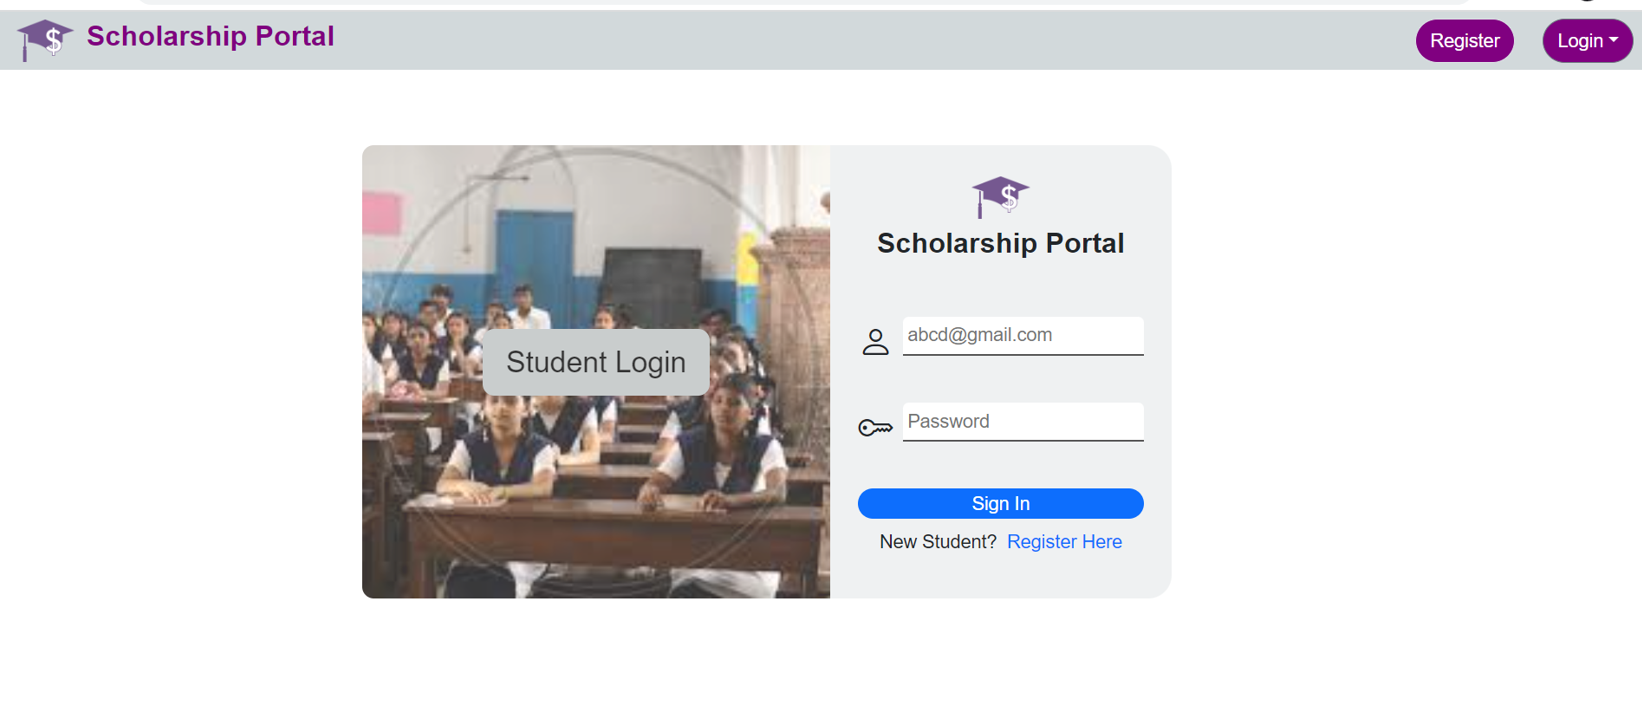 $ Scholarship Portal
Register
Login
$
Scholarship Portal
Student Login
abcd@gmail.com
Password
Sign In
New Student? Register Here